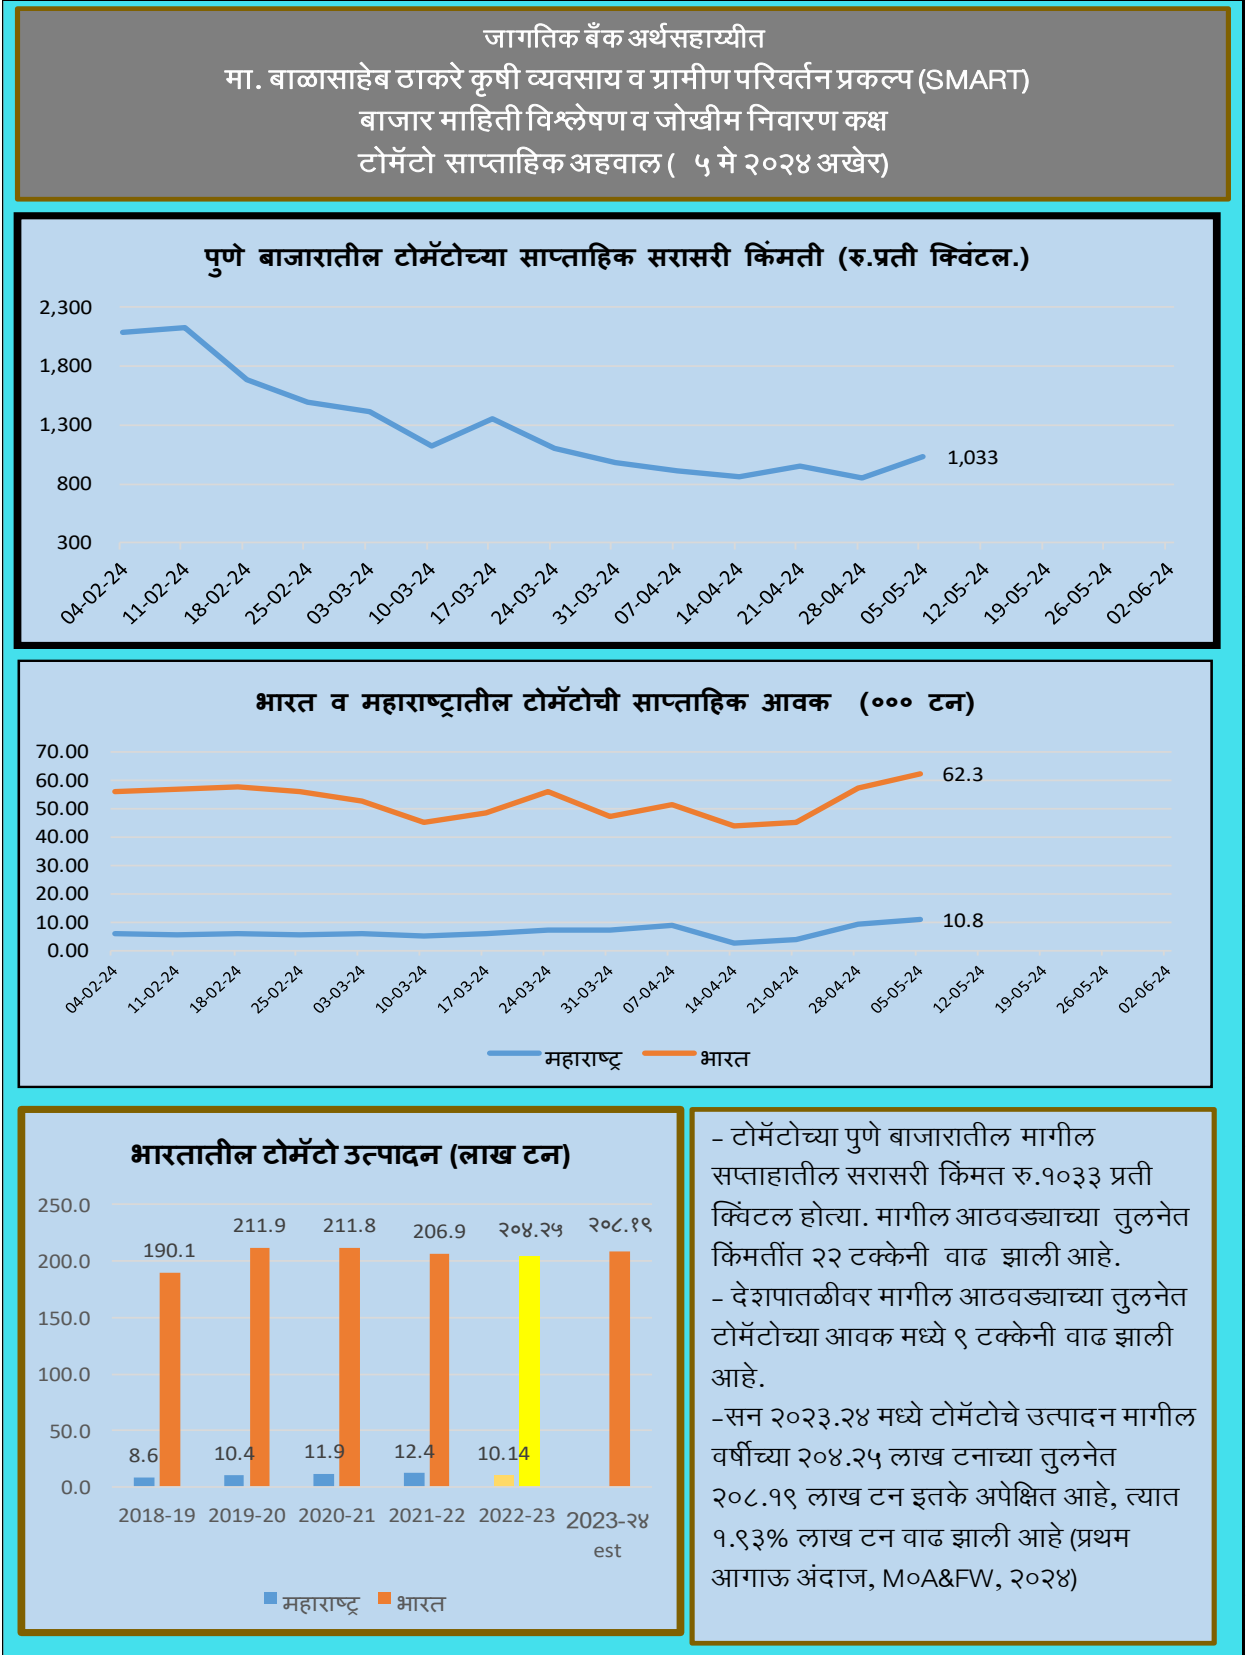 जागतिक बँक अर्थसहाय्यीत
मा. बाळासाहेब ठाकरे कृषी व्यवसाय व ग्रामीण परिवर्तन प्रकल्प (SMART)
बाजार माहिती विश्लेषण व जोखीम निवारण कक्ष
टोमॅटो साप्ताहिक अहवाल ( ५ मे २०२४ अखेर)
पुणे बाजारातील टोमॅटोच्या साप्ताहिक सरासरी किंमती (रु.प्रती क्विंटल.)
2,300
1,800
1,300
800
300
1,033
04-02-24 11-02-24 18-02-24 25-02-24 03-03-24 10-03-24 17-03-24 24-03-24 31-03-24 07-04-24 14-04-24 21-04-24 28-04-24 05-05-24 12-05-24 19-05-24 26-05-24 02-06-24
भारत व महाराष्ट्रातील टोमॅटोची साप्ताहिक आवक (००० टन)
70.00
60.00
50.00
40.00
30.00
20.00
10.00
0.00
62.3
10.8
04-02-24 11-02-24 18-02-24 25-02-24 03-03-24 10-03-24 17-03-24 24-03-24 31-03-24 07-04-24 14-04-24 21-04-24 28-04-24 05-05-24 12-05-24 19-05-24 26-05-24 02-06-24
महाराष्ट्र भारत
भारतातील टोमॅटो उत्पादन (लाख टन)
250.0
200.0
150.0
100.0
50.0
0.0
190.1 211.9 211.8 206.9 २०४.२५ २०८.१९
8.6 10.4 11.9 12.4 10.14
2018-19 2019-20 2020-21 2021-22 2022-23 2023-२४
est
महाराष्ट्र भारत
- टोमॅटोच्या पुणे बाजारातील मागील
सप्ताहातील सरासरी किंमत रु.१०३३ प्रती
क्विंटल होत्या. मागील आठवड्याच्या तुलनेत
किंमतींत २२ टक्केनी वाढ झाली आहे.
- देशपातळीवर मागील आठवड्याच्या तुलनेत
टोमॅटोच्या आवक मध्ये ९ टक्केनी वाढ झाली
आहे.
-सन २०२३.२४ मध्ये टोमॅटोचे उत्पादन मागील
वर्षीच्या २०४.२५ लाख टनाच्या तुलनेत
२०८.१९ लाख टन इतके अपेक्षित आहे, त्यात
१.९३% लाख टन वाढ झाली आहे (प्रथम
आगाऊ अंदाज, M०A&FW, २०२४)